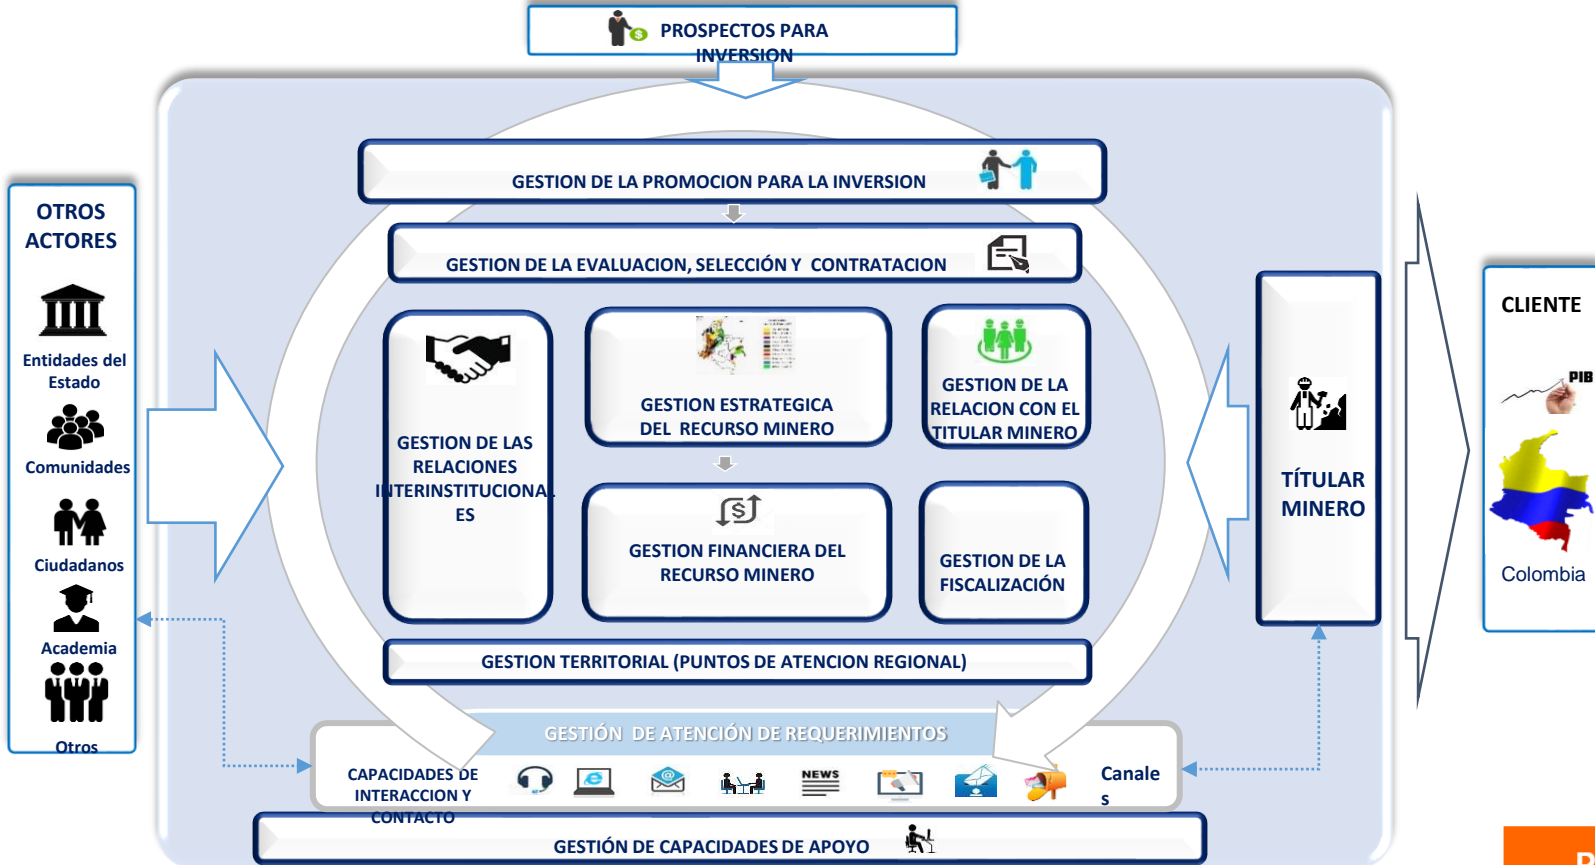 PROSPECTOS PARA
INVERSION
GESTION DE LA PROMOCION PARA LA INVERSION
GESTION DE LA EVALUACION, SELECCIÓN Y CONTRATACION
OTROS
ACTORES
Entidades del
Estado
Comunidades
Ciudadanos
Academia
Otros
GESTION DE LAS
RELACIONES
INTERINSTITUCIONAL
ES
GESTION ESTRATEGICA
DEL RECURSO MINERO
GESTION DE LA
RELACION CON EL
TITULAR MINERO
GESTION FINANCIERA DEL
RECURSO MINERO
GESTION DE LA
FISCALIZACIÓN
GESTION TERRITORIAL (PUNTOS DE ATENCION REGIONAL)
GESTIÓN DE ATENCIÓN DE REQUERIMIENTOS
CAPACIDADES DE
INTERACCION Y
CONTACTO
NEWS
Canale
s
GESTIÓN DE CAPACIDADES DE APOYO
TÍTULAR
MINERO
CLIENTE
PIB
Colombia